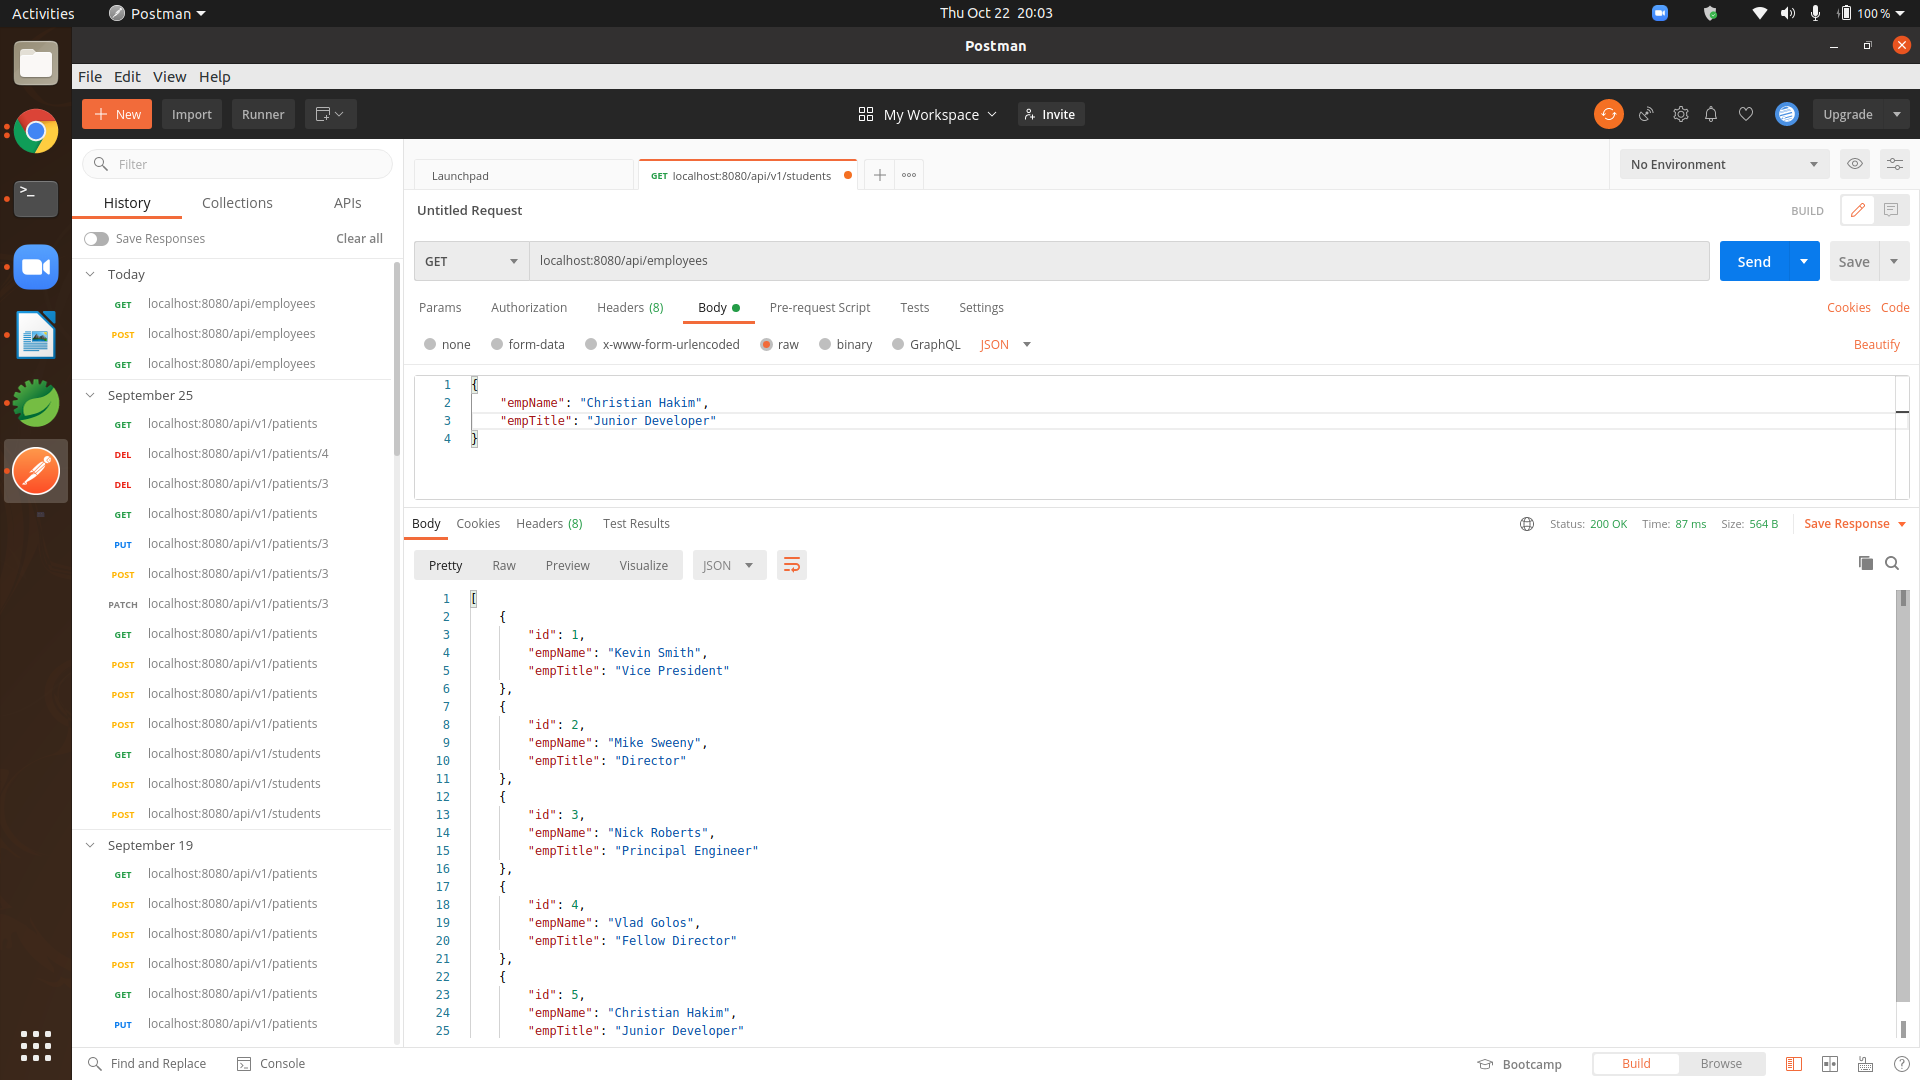 Activities
Postman
Thu Oct 22 20:03
100 %
Postman
File Edit View Help
New
Import
Runner
My Workspace
Invite
Upgrade
Filter
History
Collections
APIs
Save Responses
Clear all
Today
GET localhost:8080/api/employees
POST localhost:8080/api/employees
GET localhost:8080/api/employees
September 25
GET localhost:8080/api/v1/patients
DEL localhost:8080/api/v1/patients/4
DEL localhost:8080/api/v1/patients/3
GET localhost:8080/api/v1/patients
PUT localhost:8080/api/v1/patients/3
POST localhost:8080/api/v1/patients/3
PATCH localhost:8080/api/v1/patients/3
GET localhost:8080/api/v1/patients
POST localhost:8080/api/v1/patients
POST localhost:8080/api/v1/patients
POST localhost:8080/api/v1/patients
GET localhost:8080/api/v1/students
POST localhost:8080/api/v1/students
POST localhost:8080/api/v1/students
September 19
GET localhost:8080/api/v1/patients
POST localhost:8080/api/v1/patients
POST localhost:8080/api/v1/patients
POST localhost:8080/api/v1/patients
GET localhost:8080/api/v1/patients
PUT localhost:8080/api/v1/patients
Launchpad
GET localhost:8080/api/v1/students
No Environment
Untitled Request
BUILD
GET
localhost:8080/api/employees
Send
Save
Params
Authorization
Headers (8)
Body
Pre-request Script
Tests
Settings
Cookies
Code
none
form-data
x-www-form-urlencoded
raw
binary
GraphQL
JSON
Beautify
1 {
2 "empName": "Christian Hakim",
3 "empTitle": "Junior Developer"
4 }
Body
Cookies
Headers (8)
Test Results
Status: 200 OK
Time: 87 ms
Size: 564 B
Save Response
Pretty
Raw
Preview
Visualize
JSON
1 [
2 {
3 "id": 1,
4 "empName": "Kevin Smith",
5 "empTitle": "Vice President"
6 },
7 {
8 "id": 2,
9 "empName": "Mike Sweeny",
10 "empTitle": "Director"
11 },
12 {
13 "id": 3,
14 "empName": "Nick Roberts",
15 "empTitle": "Principal Engineer"
16 },
17 {
18 "id": 4,
19 "empName": "Vlad Golos",
20 "empTitle": "Fellow Director"
21 },
22 {
23 "id": 5,
24 "empName": "Christian Hakim",
25 "empTitle": "Junior Developer"
Find and Replace
Console
Bootcamp
Build
Browse